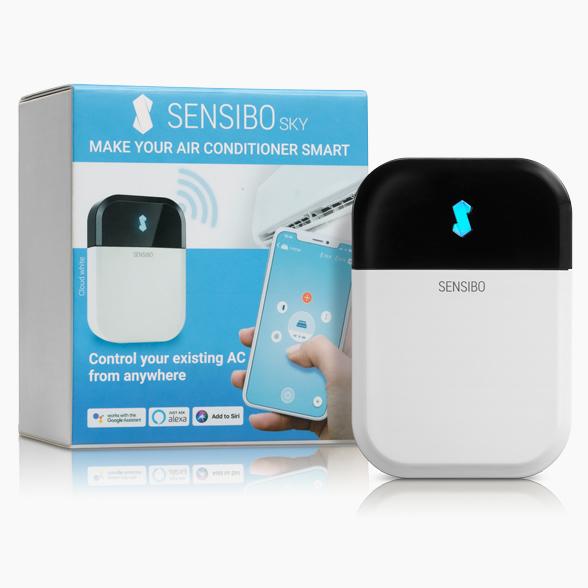 SENSIBO SKY
MAKE YOUR AIR CONDITIONER SMART
SENSIBO
Cloud white
Control your existing AC
from anywhere
works with the
Google Assistant
JUST ASK
alexa
Add to Siri
SENSIBO